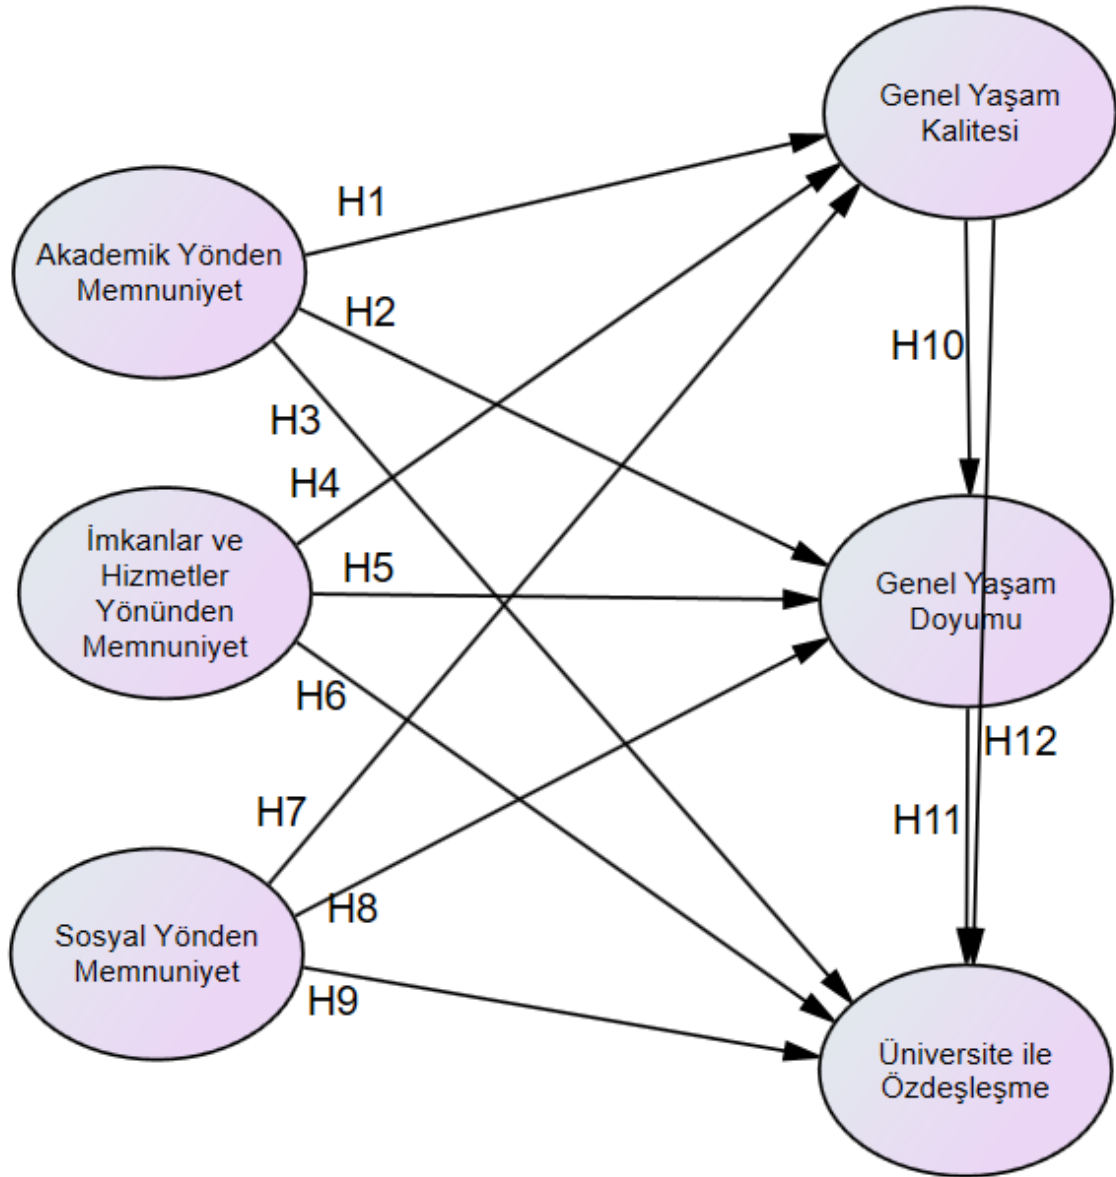 Genel Yaşam
Kalitesi
H1
Akademik Yönden
Memnuniyet
H2
H10
H3
H4
İmkanlar ve
Hizmetler
Yönünden
Memnuniyet
H5
Genel Yaşam
Doyumu
H6
H12
H7
H11
H8
Sosyal Yönden
Memnuniyet
H9
Üniversite ile
Özdeşleşme